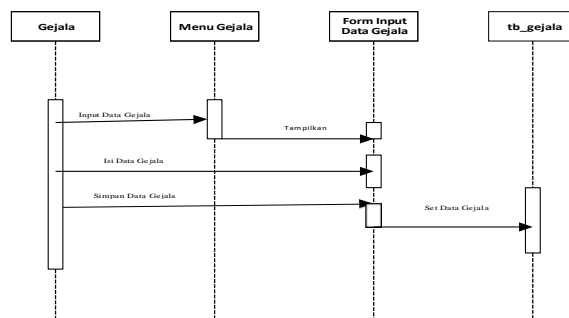 Gejala
Menu Gejala
Form Input
Data Gejala
tb_gejala
Input Data Gejala
Tampilkan
Isi Data Gejala
Simpan Data Gejala
Set Data Gejala